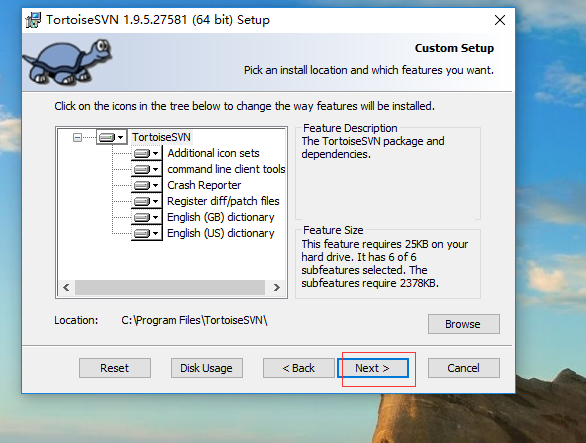 TortoiseSVN 1.9.5.27581 (64 bit) Setup
Custom Setup
Pick an install location and which features you want.
Click on the icons in the tree below to change the way features will be installed.
TortoiseSVN
Additional icon sets
command line client tools
Crash Reporter
Register diff/patch files
English (GB) dictionary
English (US) dictionary
Feature Description
The TortoiseSVN package and
dependencies.
Feature Size
This feature requires 25KB on your
hard drive. It has 6 of 6
subfeatures selected. The
subfeatures require 2378KB.
Location: C:\Program Files\TortoiseSVN\
Browse
Reset Disk Usage < Back Next > Cancel